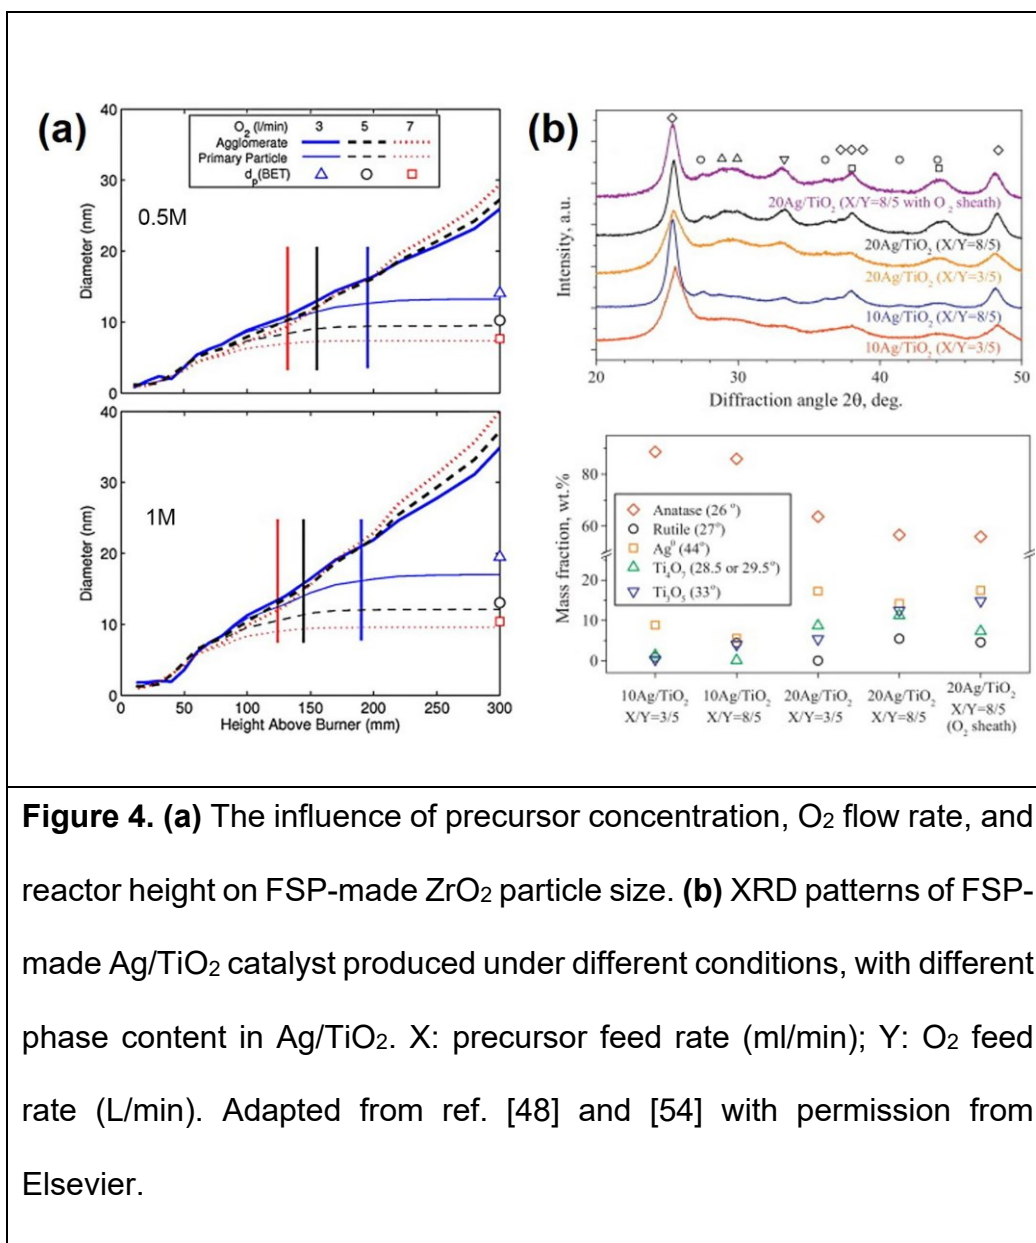 (a)
40
30
20
10
0
Diameter (nm)
O2 (l/min) 3 5 7
Agglomerate
Primary Particle
dp(BET)
0.5M
40
30
20
10
0
Diameter (nm)
1M
0 50 100 150 200 250 300
Height Above Burner (mm)
(b)
Intensity, a.u.
20Ag/TiO2 (X/Y=8/5 with O2 sheath)
20Ag/TiO2 (X/Y=8/5)
20Ag/TiO2 (X/Y=3/5)
10Ag/TiO2 (X/Y=8/5)
10Ag/TiO2 (X/Y=3/5)
20 30 40 50
Diffraction angle 2θ, deg.
Mass fraction, wt.%
80
60
20
10
0
Anatase (26°)
Rutile (27°)
Ag0 (44°)
Ti4O7 (28.5 or 29.5°)
Ti3O5 (33°)
10Ag/TiO2 10Ag/TiO2 20Ag/TiO2 20Ag/TiO2 20Ag/TiO2
X/Y=3/5 X/Y=8/5 X/Y=3/5 X/Y=8/5 X/Y=8/5
(O2 sheath)
Figure 4. (a) The influence of precursor concentration, O2 flow rate, and
reactor height on FSP-made ZrO2 particle size. (b) XRD patterns of FSP-
made Ag/TiO2 catalyst produced under different conditions, with different
phase content in Ag/TiO2. X: precursor feed rate (ml/min); Y: O2 feed
rate (L/min). Adapted from ref. [48] and [54] with permission from
Elsevier.